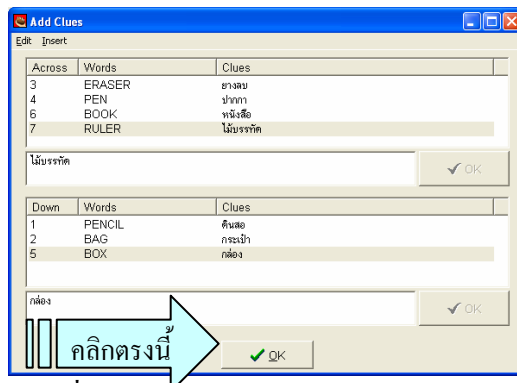 Add Clues
Edit Insert
Across Words Clues
3 ERASER ยางลบ
4 PEN ปากกา
6 BOOK หนังสือ
7 RULER ไม้บรรทัด
ไม้บรรทัด
OK
Down Words Clues
1 PENCIL ดินสอ
2 BAG กระเป๋า
5 BOX กล่อง
กล่อง
OK
คลิกตรงนี้
OK